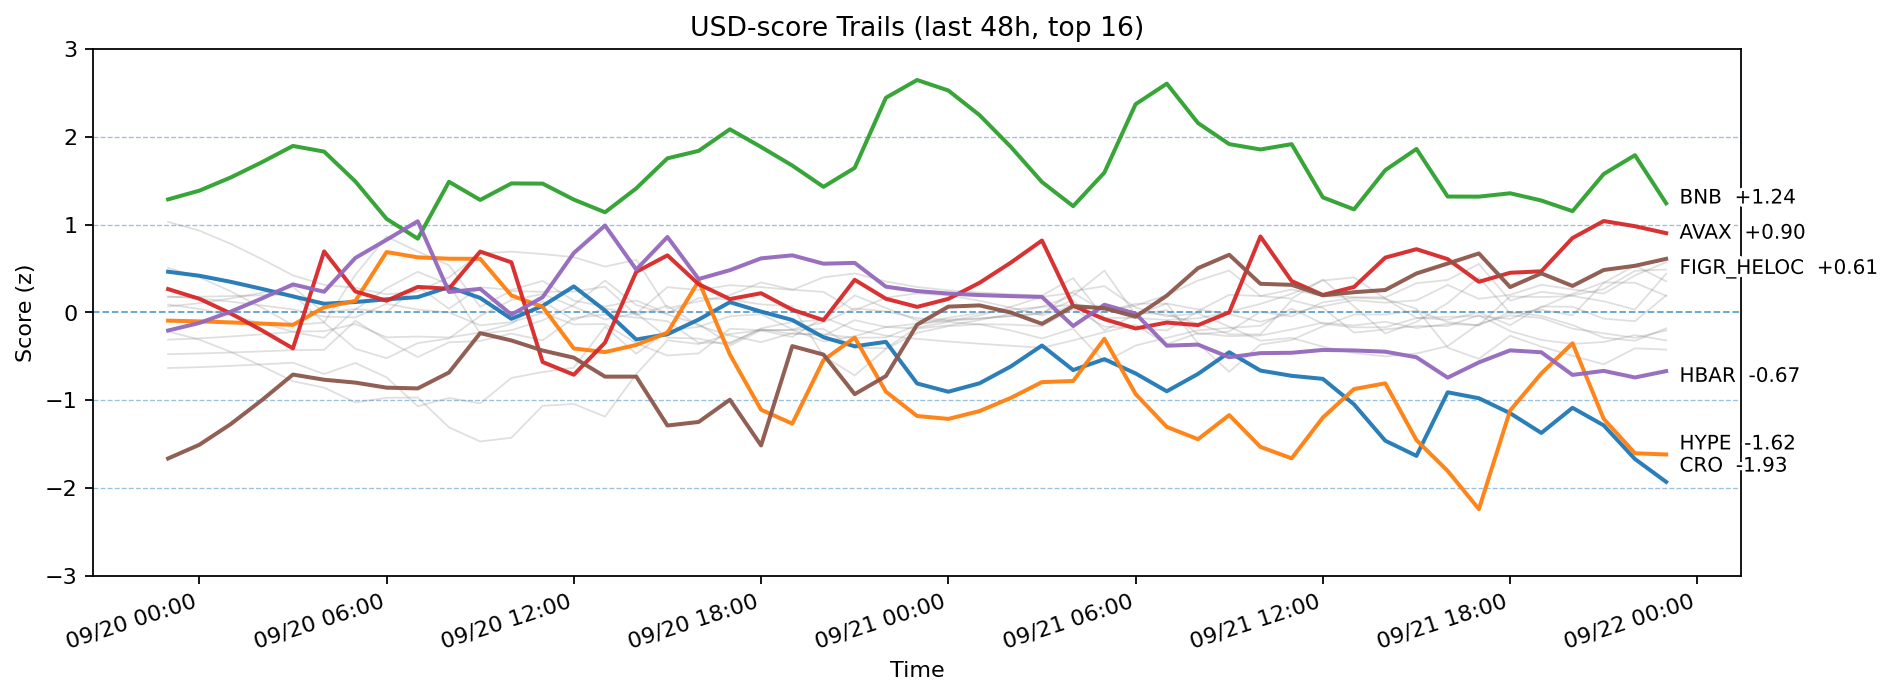 USD-score Trails (last 48h, top 16)
Score (z)
3
2
1
0
−1
−2
−3
BNB +1.24
AVAX +0.90
FIGR_HELOC +0.61
HBAR -0.67
HYPE -1.62
CRO -1.93
09/20 00:00
09/20 06:00
09/20 12:00
09/20 18:00
09/21 00:00
09/21 06:00
09/21 12:00
09/21 18:00
09/22 00:00
Time